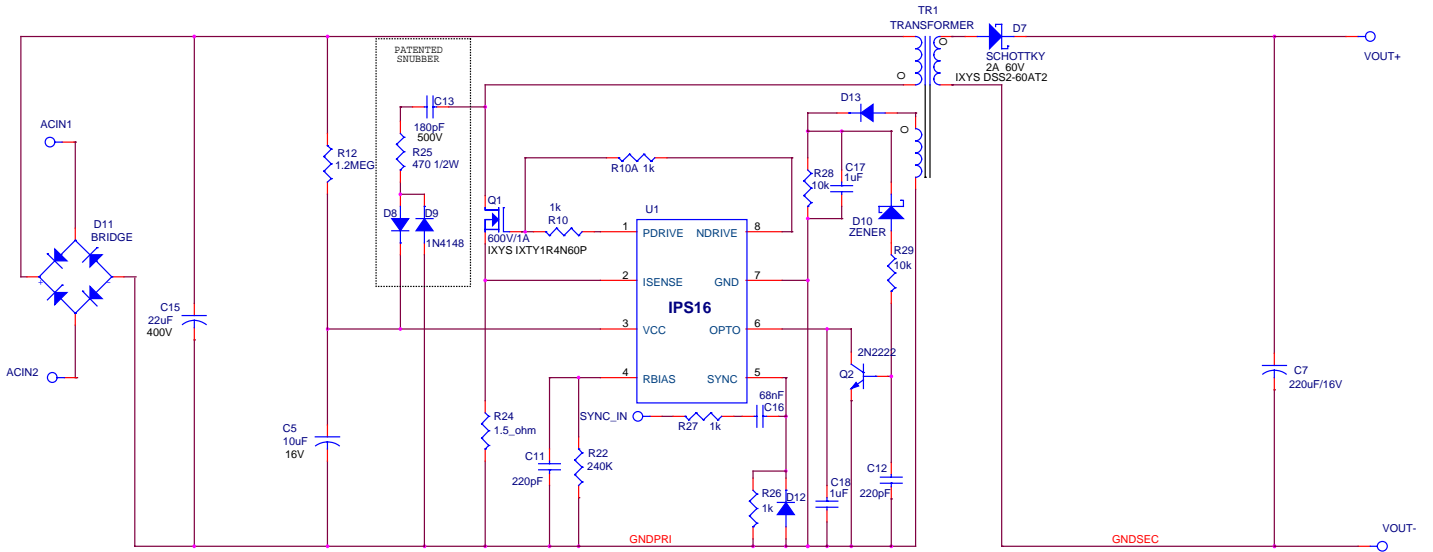 TR1
TRANSFORMER
D7
SCHOTTKY
2A 60V
IXYS DSS2-60AT2
VOUT+
PATENTED
SNUBBER
C13
180pF
500V
R25
470 1/2W
D8
D9
1N4148
ACIN1
D11
BRIDGE
+
-
ACIN2
C15
22uF
400V
R12
1.2MEG
C5
10uF
16V
Q1
600V/1A
IXYS IXTY1R4N60P
1k
R10
R10A 1k
U1
1
PDRIVE
NDRIVE
8
2
ISENSE
GND
7
IPS16
3
VCC
OPTO
6
4
RBIAS
SYNC
5
D13
R28
10k
C17
1uF
D10
ZENER
R29
10k
2N2222
Q2
68nF
C16
SYNC_IN
R27 1k
R24
1.5_ohm
C11
220pF
R22
240K
R26
1k
D12
C18
1uF
C12
220pF
C7
220uF/16V
GNDPRI
GNDSEC
VOUT-